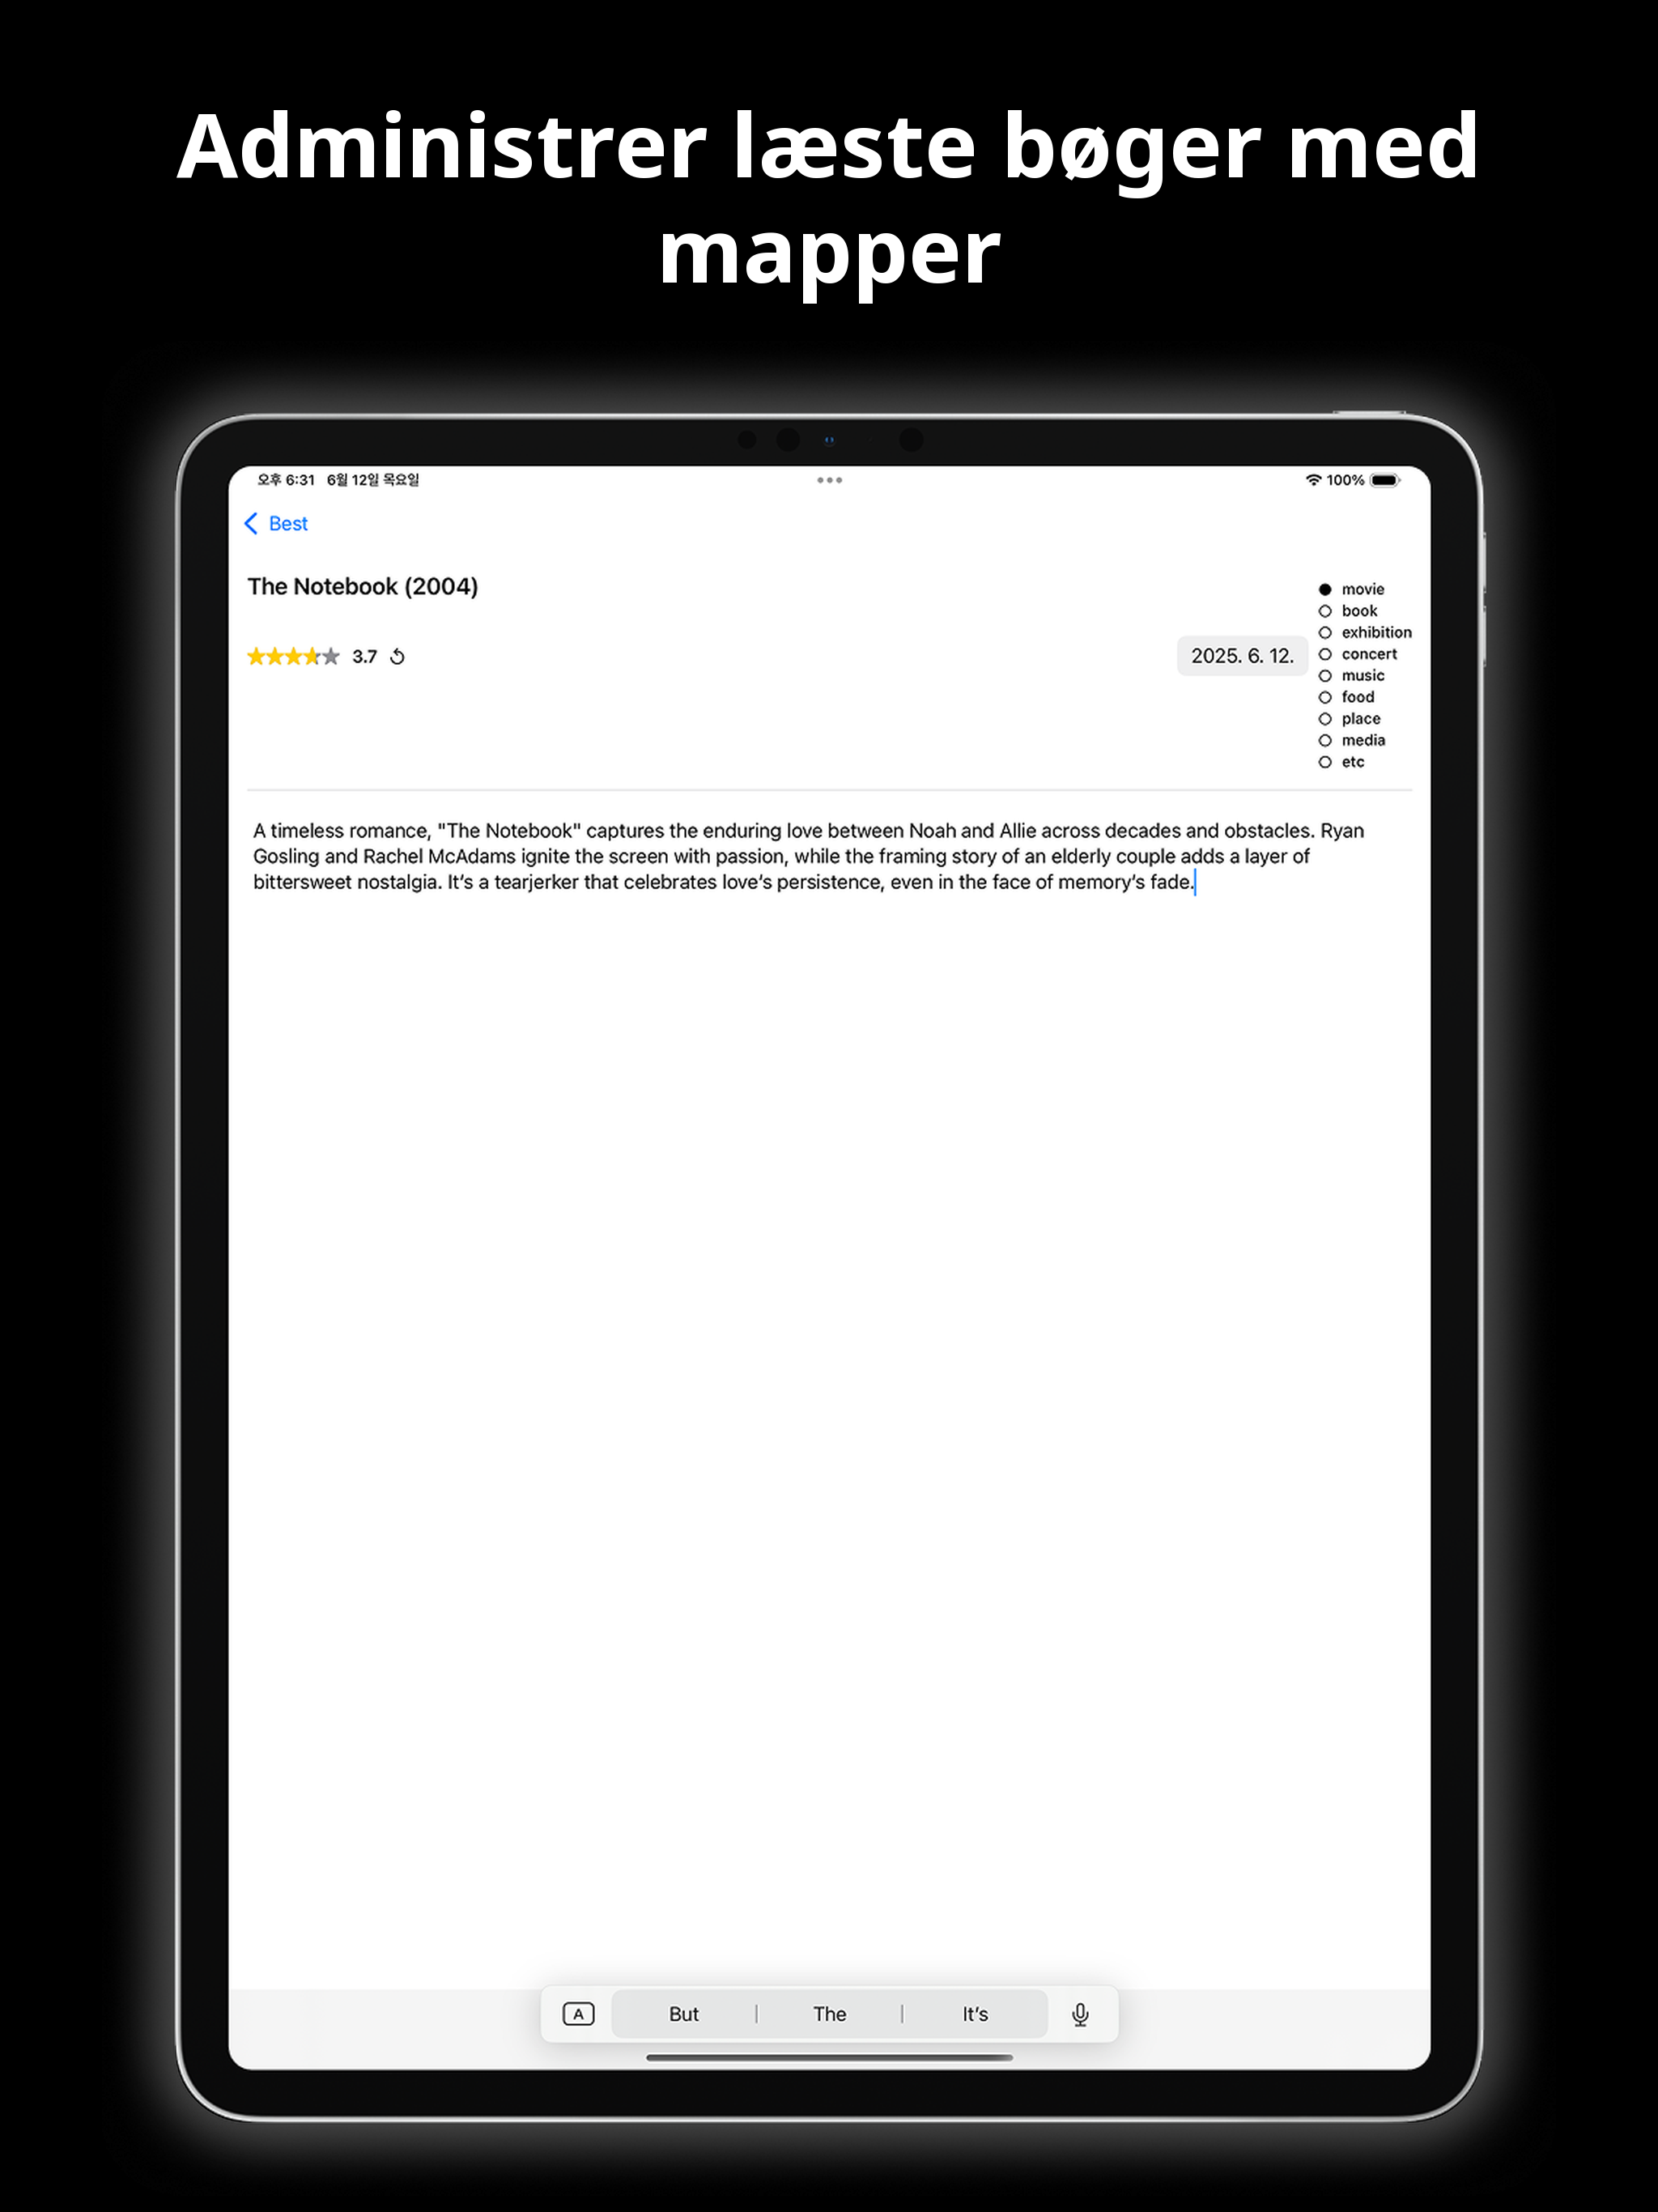 Administrer læste bøger med
mapper
오후 6:31 6월 12일 목요일
100%
Best
The Notebook (2004)
3.7
2025. 6. 12.
movie
book
exhibition
concert
music
food
place
media
etc
A timeless romance, "The Notebook" captures the enduring love between Noah and Allie across decades and obstacles. Ryan
Gosling and Rachel McAdams ignite the screen with passion, while the framing story of an elderly couple adds a layer of
bittersweet nostalgia. It’s a tearjerker that celebrates love’s persistence, even in the face of memory’s fade.
A But The It’s